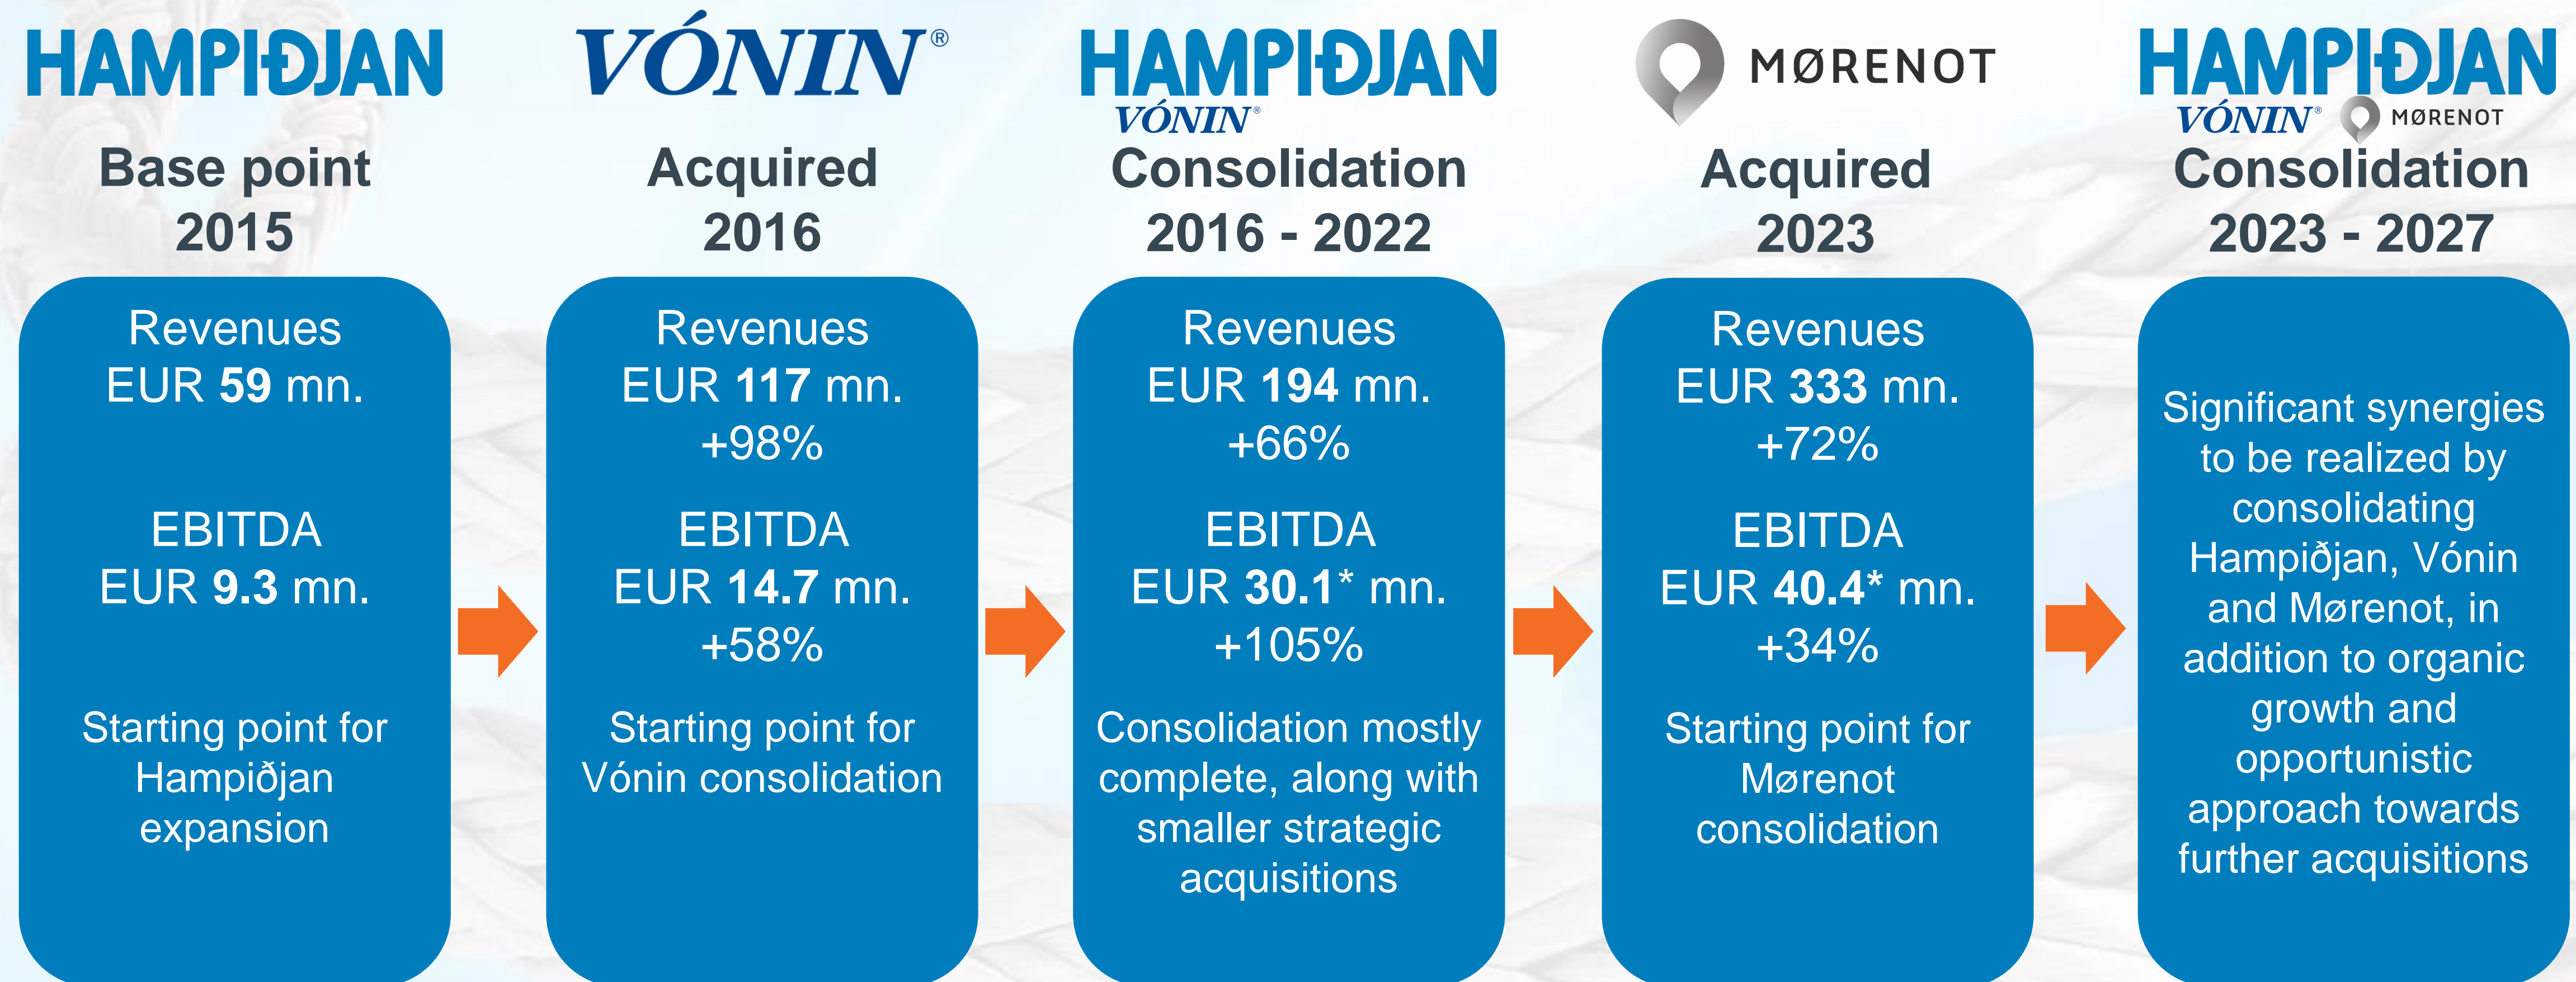 HAMPIÐJAN
Base point
2015
Revenues
EUR 59 mn.
EBITDA
EUR 9.3 mn.
Starting point for
Hampiðjan
expansion
VÓNIN®
Acquired
2016
Revenues
EUR 117 mn.
+98%
EBITDA
EUR 14.7 mn.
+58%
Starting point for
Vónin consolidation
HAMPIÐJAN
VÓNIN®
Consolidation
2016 - 2022
Revenues
EUR 194 mn.
+66%
EBITDA
EUR 30.1* mn.
+105%
Consolidation mostly
complete, along with
smaller strategic
acquisitions
MØRENOT
Acquired
2023
Revenues
EUR 333 mn.
+72%
EBITDA
EUR 40.4* mn.
+34%
Starting point for
Mørenot
consolidation
HAMPIÐJAN
VÓNIN® MØRENOT
Consolidation
2023 - 2027
Significant synergies
to be realized by
consolidating
Hampiðjan, Vónin
and Mørenot, in
addition to organic
growth and
opportunistic
approach towards
further acquisitions